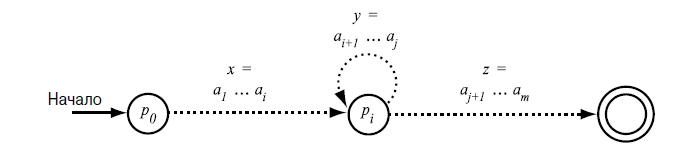 y =
a_{i+1} ... a_j
x =
a_1 ... a_i
z =
a_{j+1} ... a_m
Начало
p_0
p_i